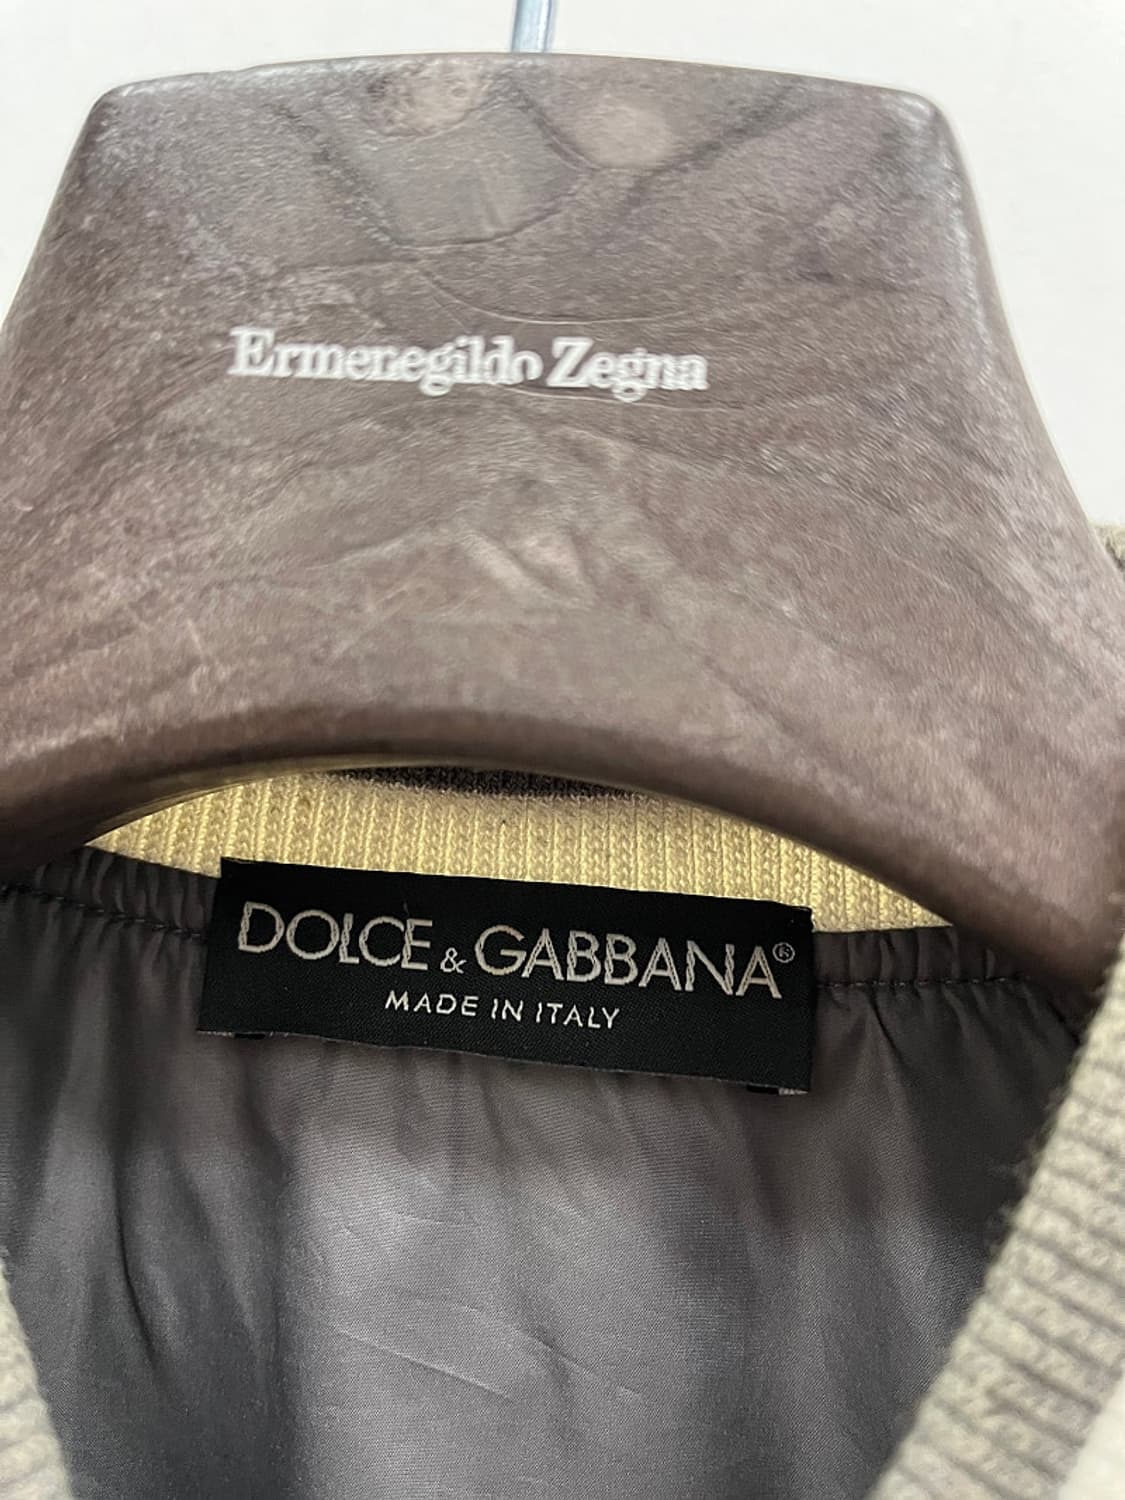 Ermenegildo Zegna
DOLCE & GABBANA®
MADE IN ITALY